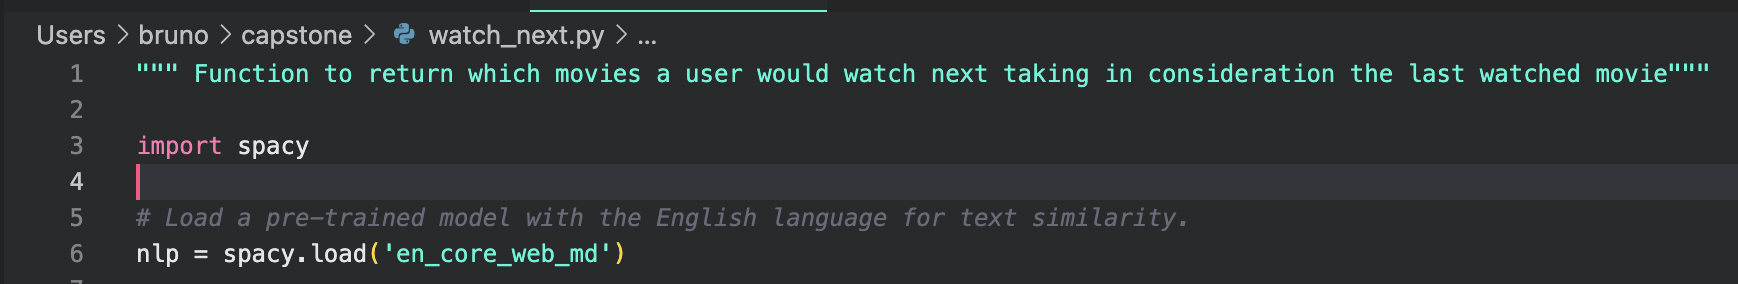 Users > bruno > capstone > watch_next.py > ...
1 """ Function to return which movies a user would watch next taking in consideration the last watched movie"""
2
3 import spacy
4
5 # Load a pre-trained model with the English language for text similarity.
6 nlp = spacy.load('en_core_web_md')